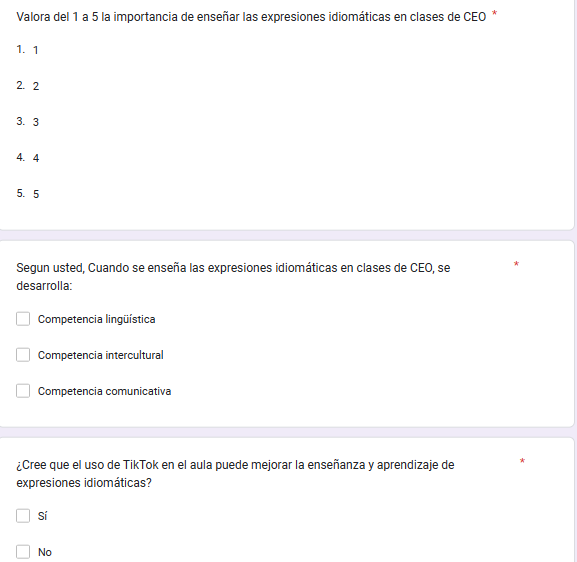 Valora del 1 a 5 la importancia de enseñar las expresiones idiomáticas en clases de CEO *
1. 1
2. 2
3. 3
4. 4
5. 5
Segun usted, Cuando se enseña las expresiones idiomáticas en clases de CEO, se *
desarrolla:
Competencia lingüística
Competencia intercultural
Competencia comunicativa
¿Cree que el uso de TikTok en el aula puede mejorar la enseñanza y aprendizaje de *
expresiones idiomáticas?
Sí
No